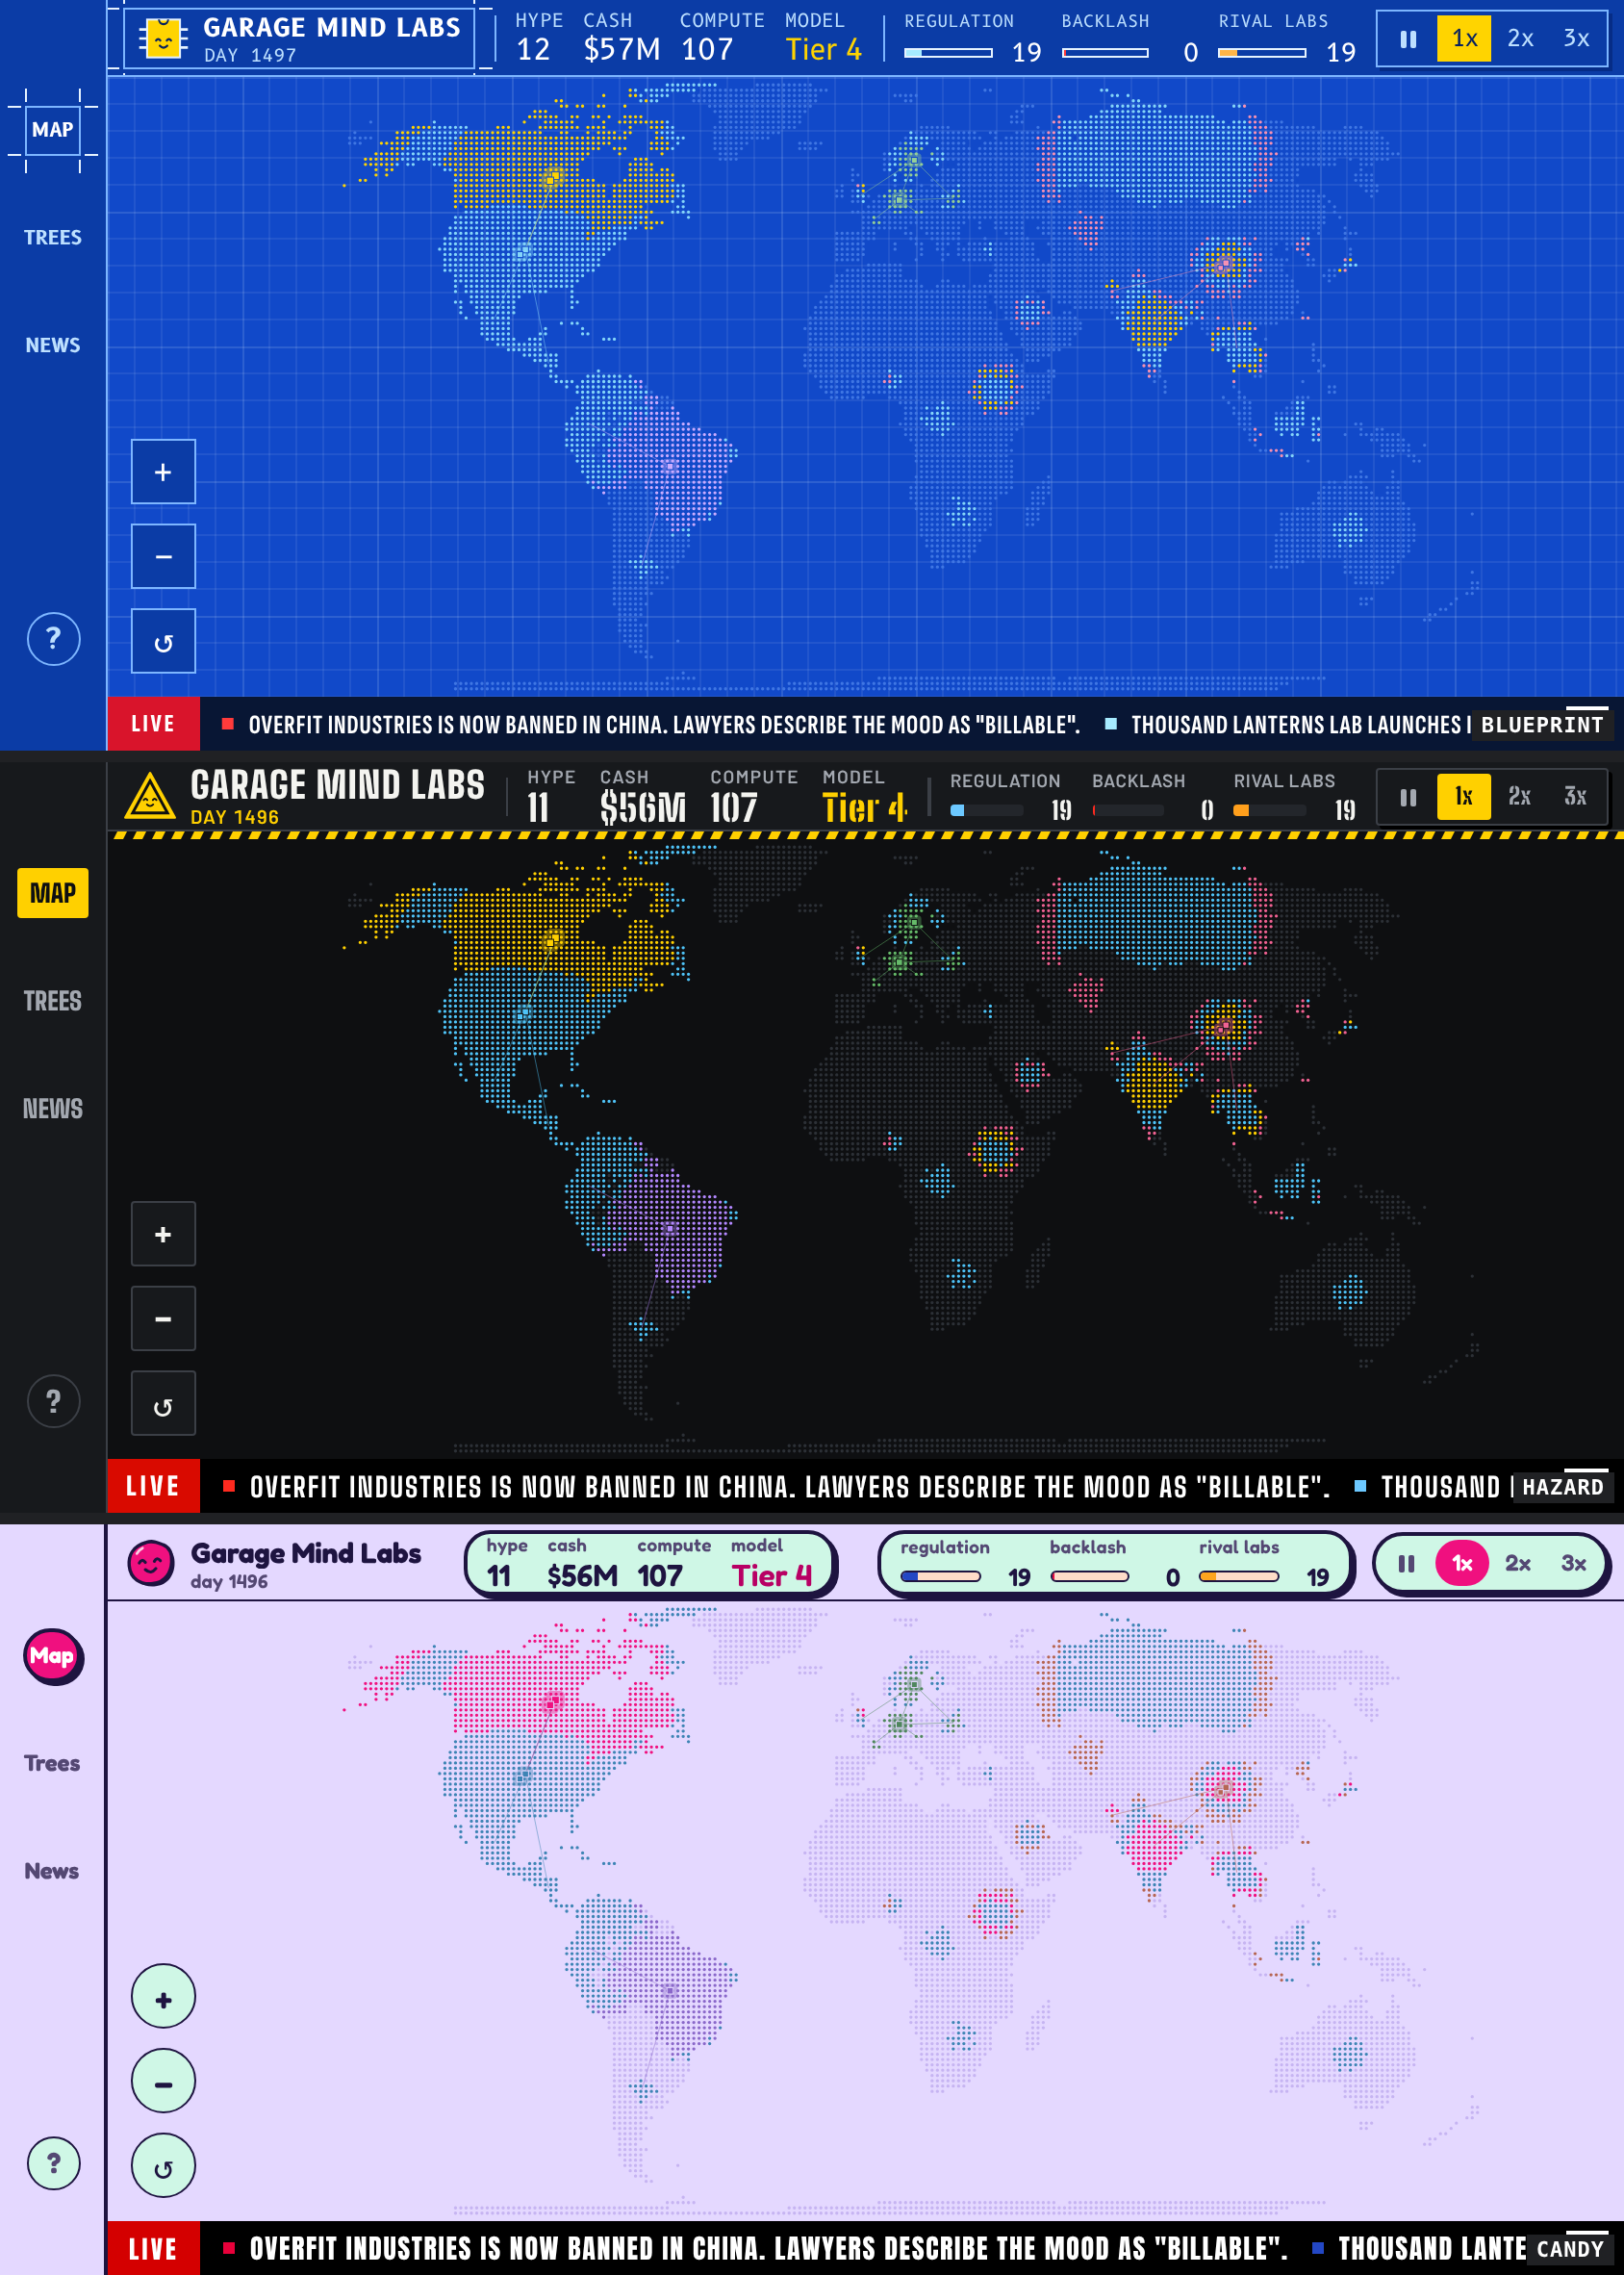 GARAGE MIND LABS
DAY 1497
HYPE CASH COMPUTE MODEL
12 $57M 107 Tier 4
REGULATION BACKLASH RIVAL LABS
19 0 19
1x 2x 3x
MAP
TREES
NEWS
+
−
↺
?
LIVE
OVERFIT INDUSTRIES IS NOW BANNED IN CHINA. LAWYERS DESCRIBE THE MOOD AS "BILLABLE". THOUSAND LANTERNS LAB LAUNCHES
BLUEPRINT
GARAGE MIND LABS
DAY 1496
HYPE CASH COMPUTE MODEL
11 $56M 107 Tier 4
REGULATION BACKLASH RIVAL LABS
19 0 19
1x 2x 3x
MAP
TREES
NEWS
+
−
↺
?
LIVE
OVERFIT INDUSTRIES IS NOW BANNED IN CHINA. LAWYERS DESCRIBE THE MOOD AS "BILLABLE". THOUSAND
HAZARD
Garage Mind Labs
day 1496
hype cash compute model
11 $56M 107 Tier 4
regulation backlash rival labs
19 0 19
1x 2x 3x
Map
Trees
News
+
−
↺
?
LIVE
OVERFIT INDUSTRIES IS NOW BANNED IN CHINA. LAWYERS DESCRIBE THE MOOD AS "BILLABLE". THOUSAND LANTE
CANDY